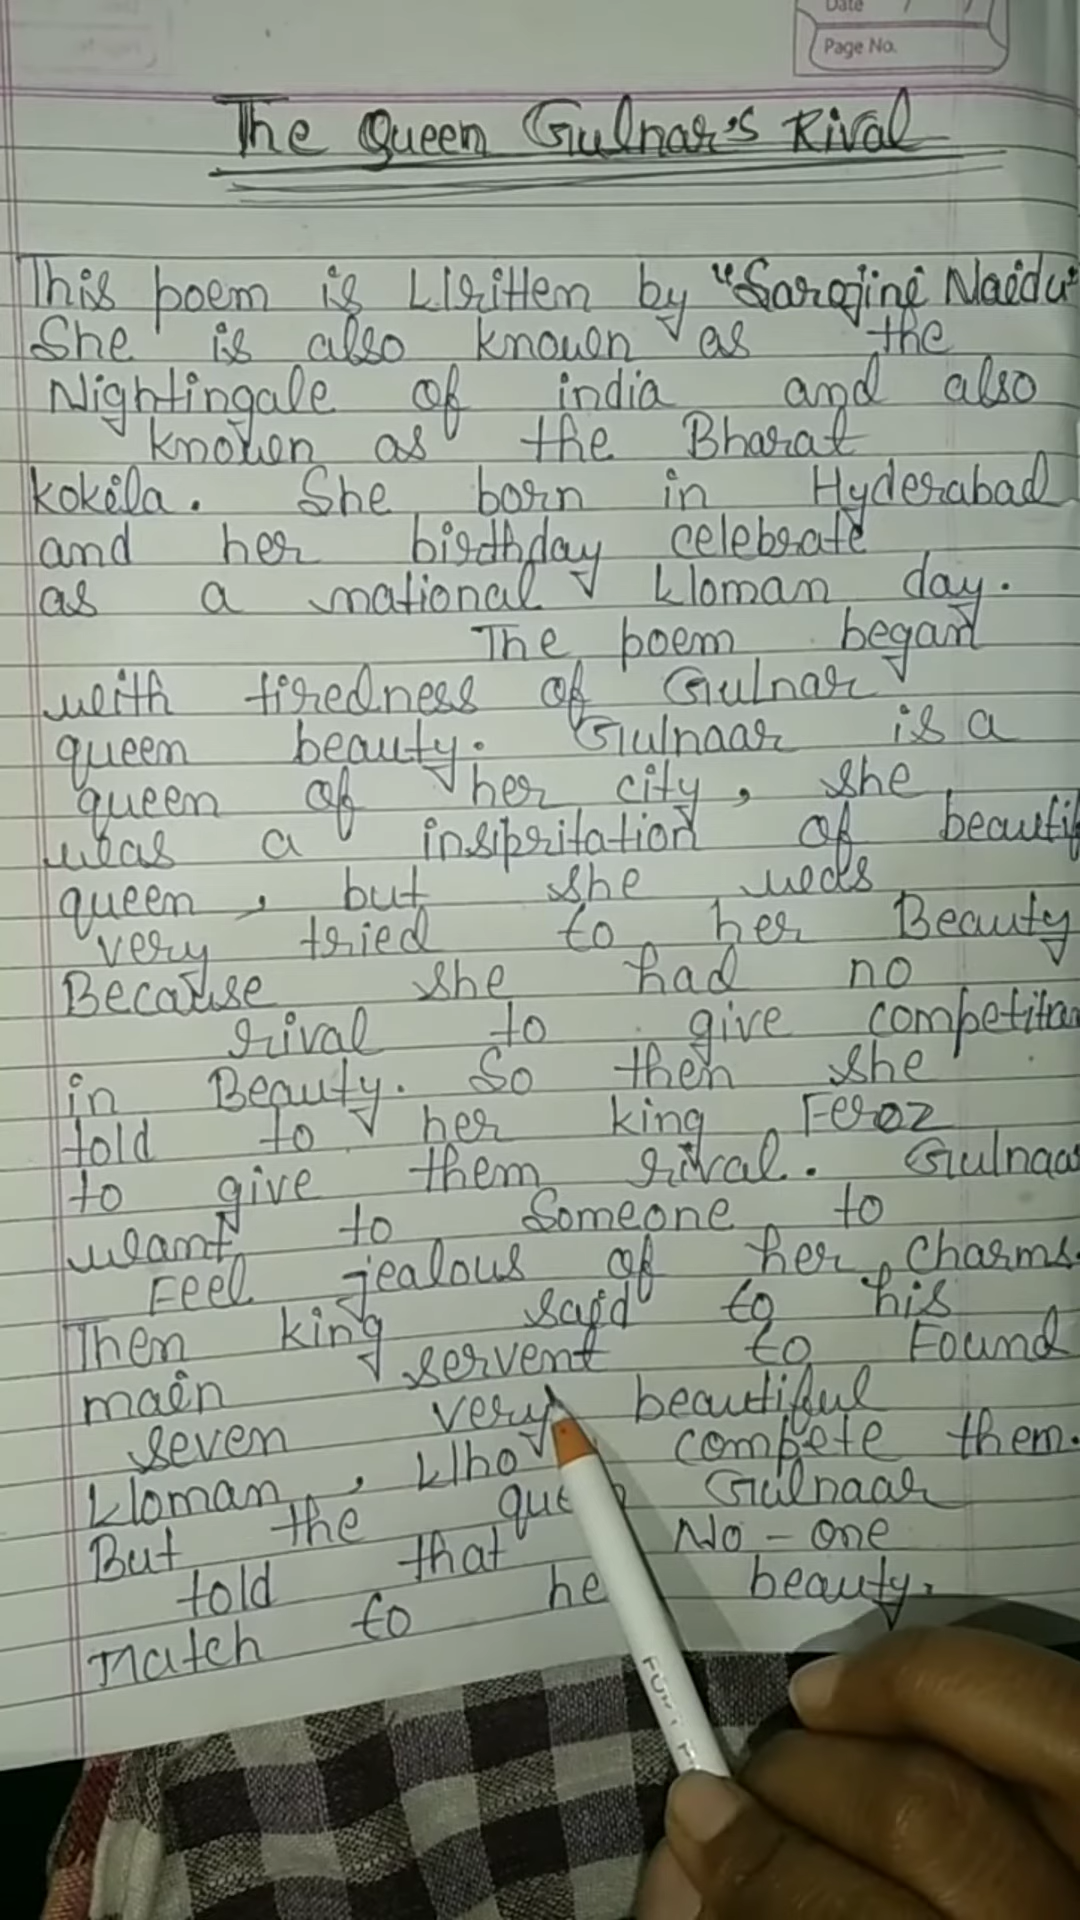 Date / /
Page No.
The Queen Gulnar's Rival
This poem is Written by "Sarojini Naidu"
She is also knowen as the
Nightingale of india and also
knowen as the Bharat
kokila. She born in Hyderabad
and her birthday celebrate
as a national Woman day.
The poem began
with tiredness of Gulnar
queen beauty. Gulnaar is a
queen of her city, she
was a insipritation of beautif
queen, but she was
very tried to her Beauty
Because she had no
rival to give competitra
in Beauty. So then she
told to her king Feroz
to give them rival. Gulnaar
want to Someone to
Feel jealous of her charms.
Then king said to his
main servent to Found
seven very beautiful
Woman, Who compete them.
But the queen Gulnaar
told that No-one
match to he beauty.